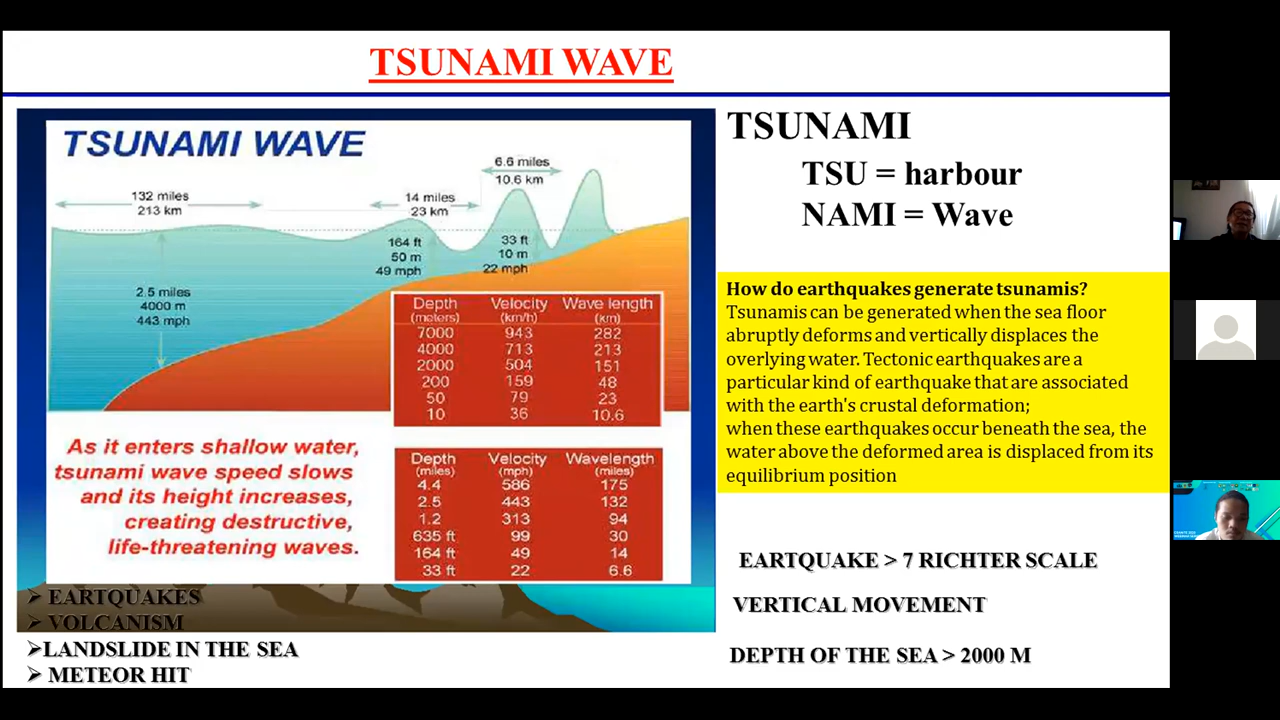 TSUNAMI WAVE
TSUNAMI WAVE
132 miles
213 km
14 miles
23 km
6.6 miles
10.6 km
164 ft
50 m
49 mph
33 ft
10 m
22 mph
2.5 miles
4000 m
443 mph
Depth Velocity Wave length
(meters) (km/h) (km)
7000 943 282
4000 713 213
2000 504 151
200 159 48
50 79 23
10 36 10.6
As it enters shallow water,
tsunami wave speed slows
and its height increases,
creating destructive,
life-threatening waves.
Depth Velocity Wavelength
(miles) (mph) (miles)
4.4 586 175
2.5 443 132
1.2 313 94
635 ft 99 30
164 ft 49 14
33 ft 22 6.6
➢ EARTQUAKES
➢ VOLCANISM
➢LANDSLIDE IN THE SEA
➢ METEOR HIT
TSUNAMI
TSU = harbour
NAMI = Wave
How do earthquakes generate tsunamis?
Tsunamis can be generated when the sea floor
abruptly deforms and vertically displaces the
overlying water. Tectonic earthquakes are a
particular kind of earthquake that are associated
with the earth's crustal deformation;
when these earthquakes occur beneath the sea, the
water above the deformed area is displaced from its
equilibrium position
EARTQUAKE > 7 RICHTER SCALE
VERTICAL MOVEMENT
DEPTH OF THE SEA > 2000 M